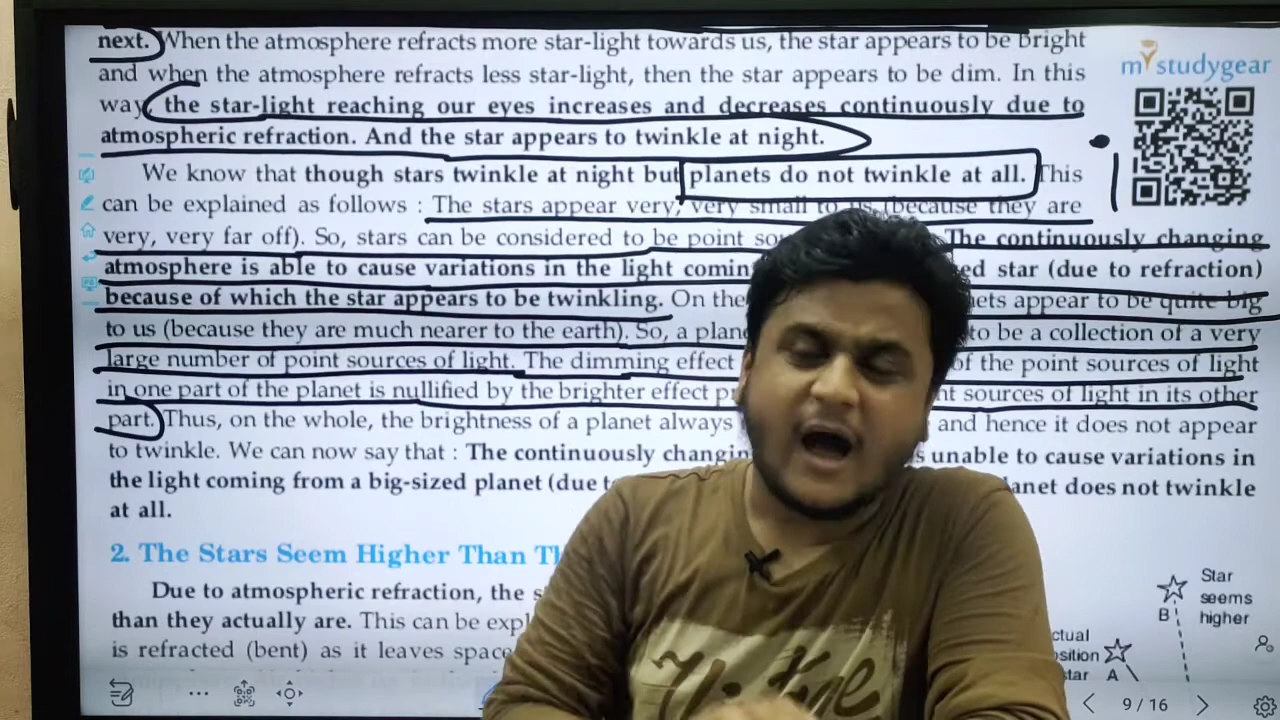 next. When the atmosphere refracts more star-light towards us, the star appears to be bright
and when the atmosphere refracts less star-light, then the star appears to be dim. In this
way, the star-light reaching our eyes increases and decreases continuously due to
atmospheric refraction. And the star appears to twinkle at night.
mystudygear
We know that though stars twinkle at night but planets do not twinkle at all. This
can be explained as follows : The stars appear very, very small to us (because they are
very, very far off). So, stars can be considered to be point The continuously changing
atmosphere is able to cause variations in the light star (due to refraction)
because of which the star appears to be twinkling. On the appear to be quite big
to us (because they are much nearer to the earth). So, a to be a collection of a very
large number of point sources of light. The dimming effect of the point sources of light
in one part of the planet is nullified by the brighter effect sources of light in its other
part. Thus, on the whole, the brightness of a planet always and hence it does not appear
to twinkle. We can now say that : The continuously unable to cause variations in
the light coming from a big-sized planet (due does not twinkle
at all.
2. The Stars Seem Higher Than
Due to atmospheric refraction, the
than they actually are. This can be
is refracted (bent) as it leaves space
Star
seems
higher
B
A
9/16